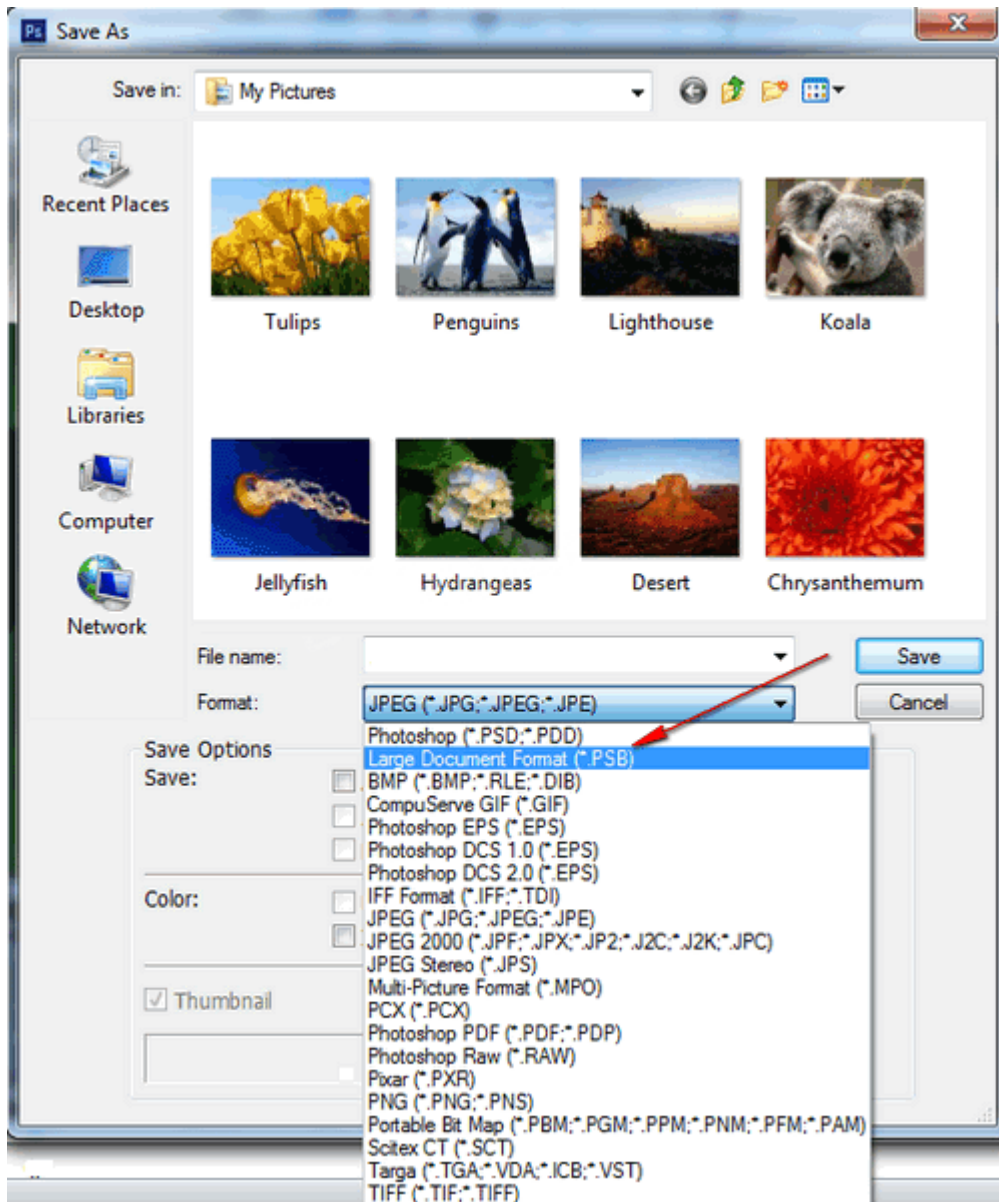 Ps Save As
Save in: My Pictures
Recent Places
Desktop
Libraries
Computer
Network
Tulips Penguins Lighthouse Koala
Jellyfish Hydrangeas Desert Chrysanthemum
File name: Save
Format: JPEG (*.JPG;*.JPEG;*.JPE) Cancel
Save Options
Save:
Color:
Thumbnail
Photoshop (*.PSD;*.PDD)
Large Document Format (*.PSB)
BMP (*.BMP;*.RLE;*.DIB)
CompuServe GIF (*.GIF)
Photoshop EPS (*.EPS)
Photoshop DCS 1.0 (*.EPS)
Photoshop DCS 2.0 (*.EPS)
IFF Format (*.IFF;*.TDI)
JPEG (*.JPG;*.JPEG;*.JPE)
JPEG 2000 (*.JPF;*.JPX;*.JP2;*.J2C;*.J2K;*.JPC)
JPEG Stereo (*.JPS)
Multi-Picture Format (*.MPO)
PCX (*.PCX)
Photoshop PDF (*.PDF;*.PDP)
Photoshop Raw (*.RAW)
Pixar (*.PXR)
PNG (*.PNG;*.PNS)
Portable Bit Map (*.PBM;*.PGM;*.PPM;*.PNM;*.PFM;*.PAM)
Scitex CT (*.SCT)
Targa (*.TGA;*.VDA;*.ICB;*.VST)
TIFF (*.TIF;*.TIFF)